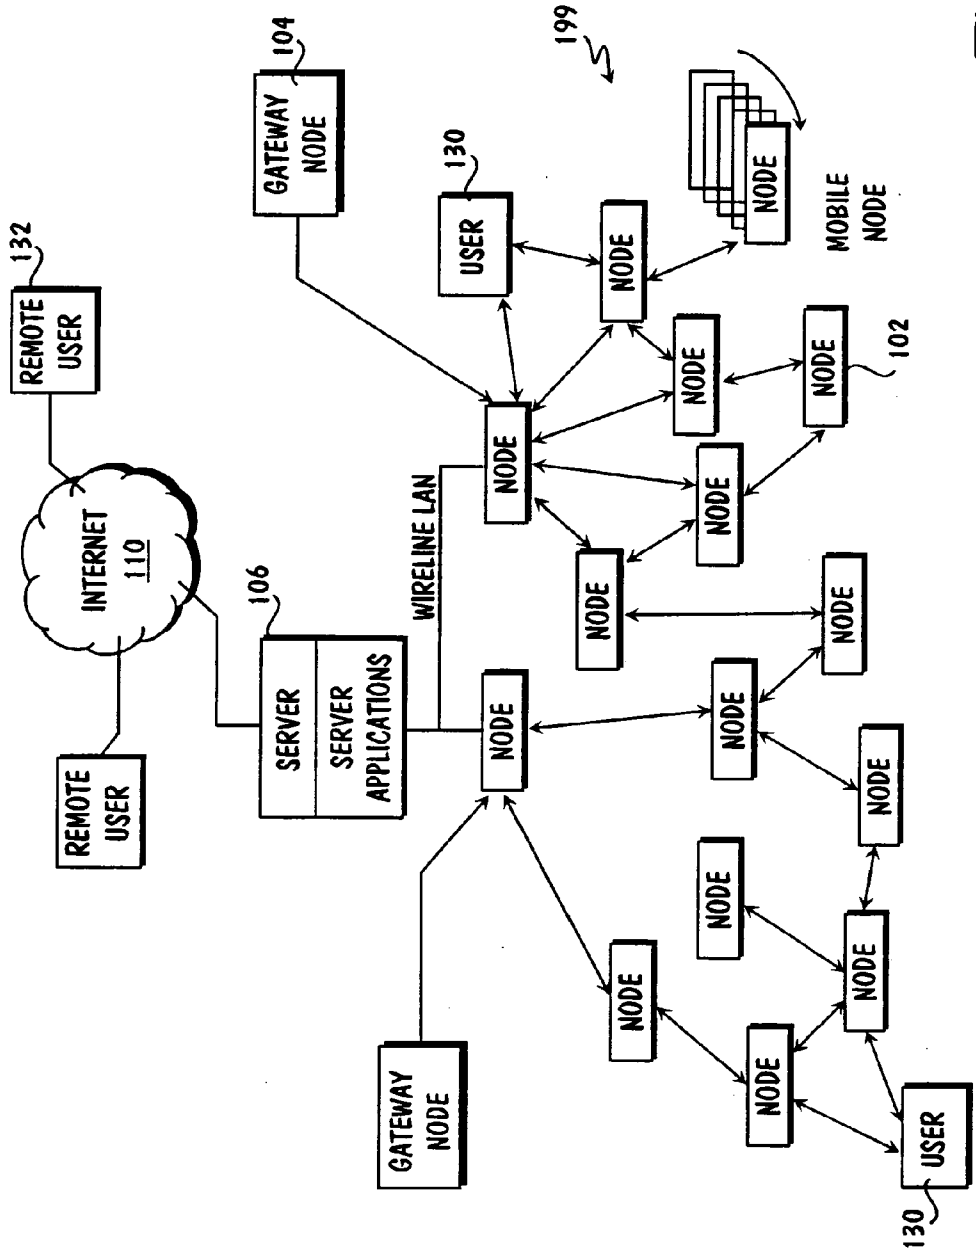 132
REMOTE
USER
INTERNET
110
REMOTE
USER
106
104
GATEWAY
NODE
SERVER
SERVER
APPLICATIONS
GATEWAY
NODE
WIRELINE LAN
130
USER
NODE
NODE
199
NODE
NODE
NODE
NODE
NODE
NODE
NODE
NODE
NODE
MOBILE
NODE
NODE
NODE
NODE
NODE
102
USER
130